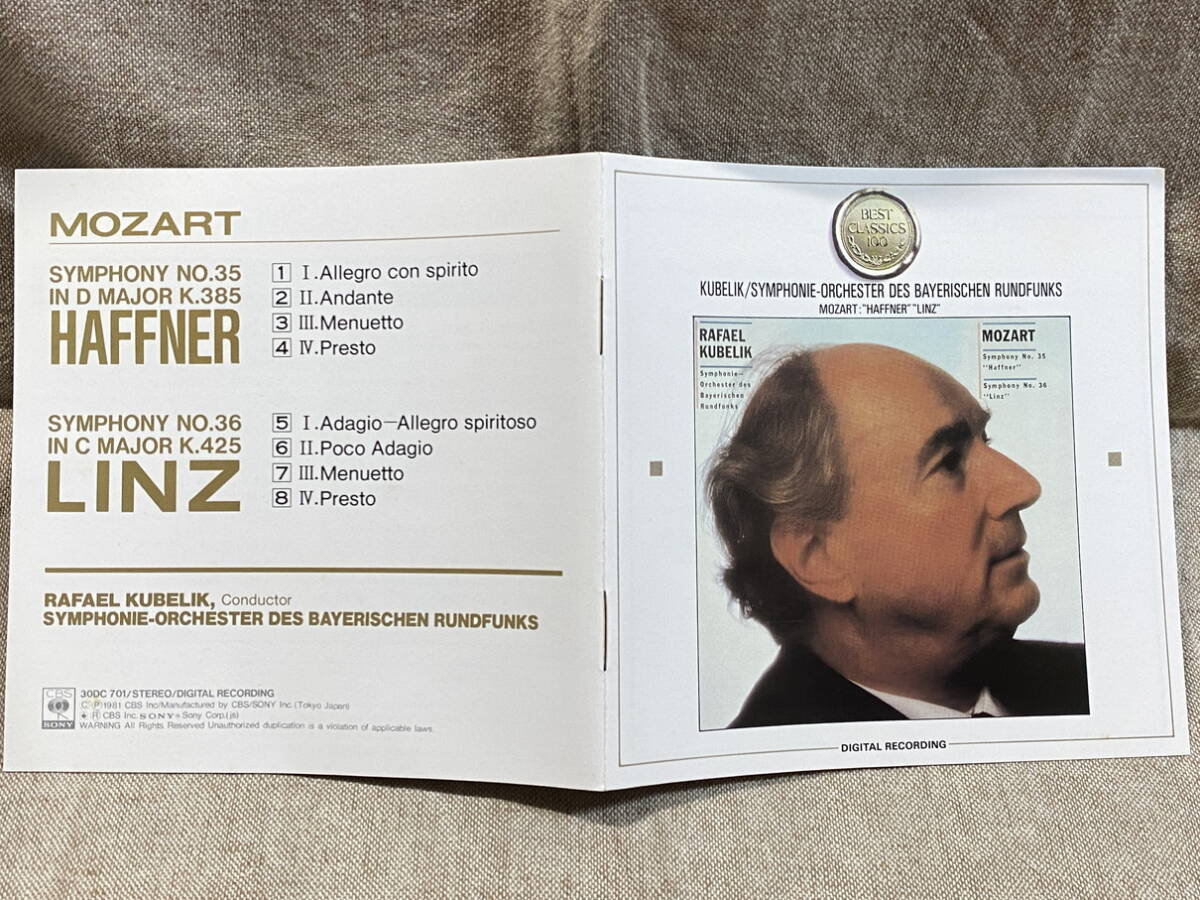 MOZART
SYMPHONY NO.35
IN D MAJOR K.385
HAFFNER
1 I.Allegro con spirito
2 II.Andante
3 III.Menuetto
4 IV.Presto
SYMPHONY NO.36
IN C MAJOR K.425
LINZ
5 I.Adagio–Allegro spiritoso
6 II.Poco Adagio
7 III.Menuetto
8 IV.Presto
RAFAEL KUBELIK, Conductor
SYMPHONIE-ORCHESTER DES BAYERISCHEN RUNDFUNKS
CBS
SONY
30DC 701/STEREO/DIGITAL RECORDING
Ⓒ Ⓟ1981 CBS Inc/Manufactured by CBS/SONY Inc.(Tokyo Japan)
CBS Inc. SONY® Sony Corp.(js)
WARNING All Rights Reserved Unauthorized duplication is a violation of applicable laws.
BEST
CLASSICS
100
KUBELIK/SYMPHONIE-ORCHESTER DES BAYERISCHEN RUNDFUNKS
MOZART:"HAFFNER" "LINZ"
RAFAEL
KUBELIK
Symphonie-
Orchester des
Bayerischen
Rundfunks
MOZART
Symphony No. 35
"Haffner"
Symphony No. 36
"Linz"
DIGITAL RECORDING